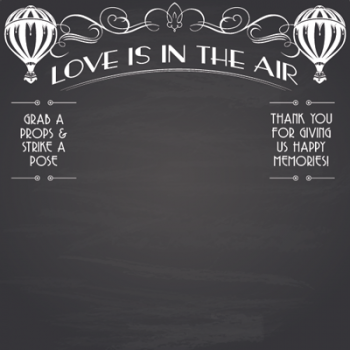 LOVE IS IN THE AIR
GRAB A
PROPS &
STRIKE A
POSE
THANK YOU
FOR GIVING
US HAPPY
MEMORIES!